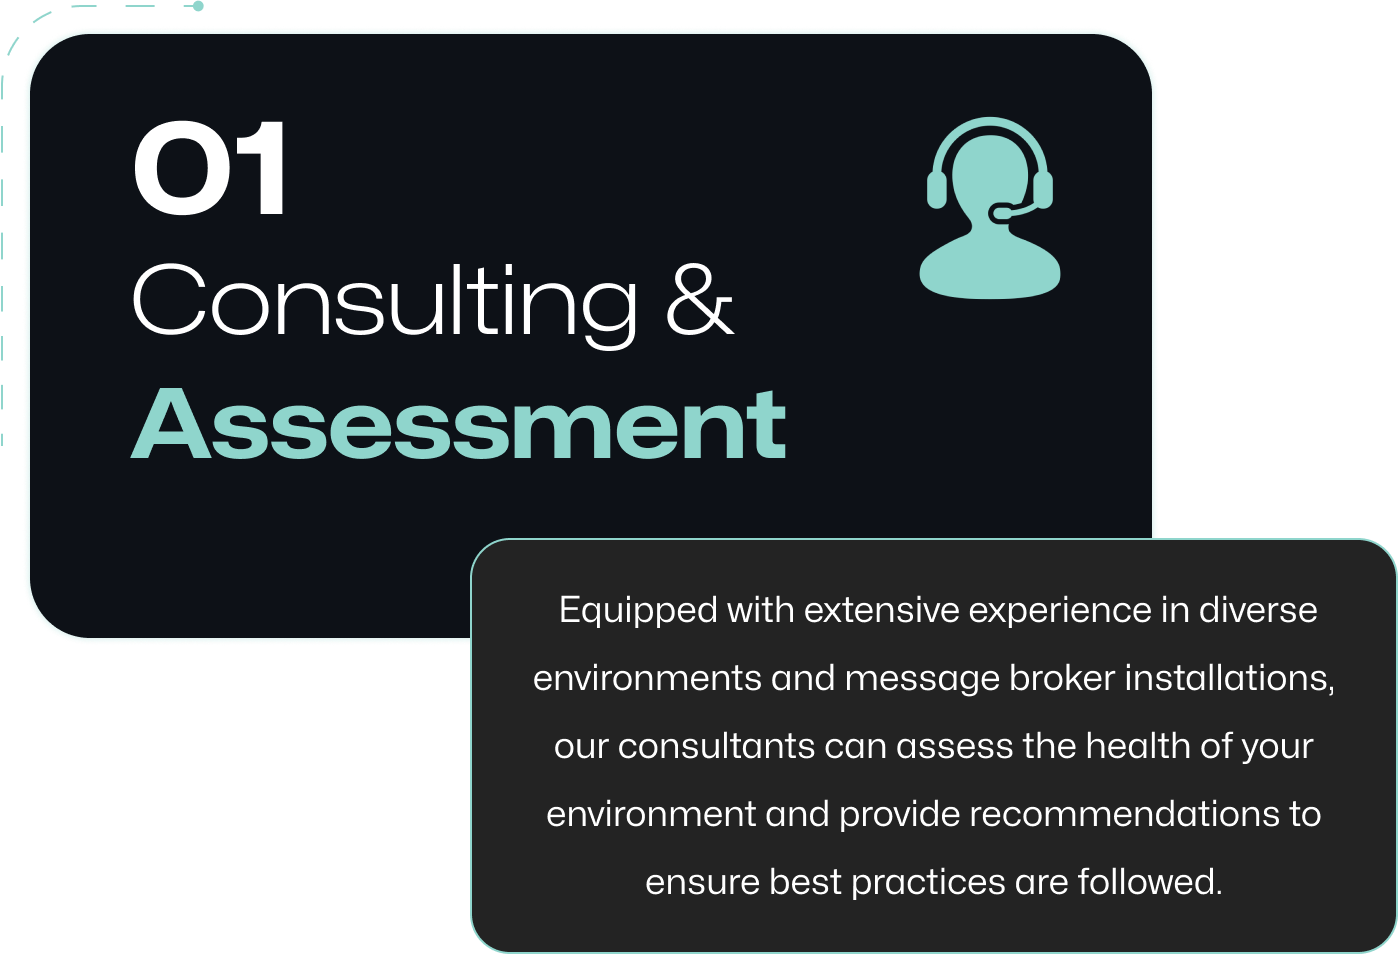 01
Consulting &
Assessment
Equipped with extensive experience in diverse
environments and message broker installations,
our consultants can assess the health of your
environment and provide recommendations to
ensure best practices are followed.